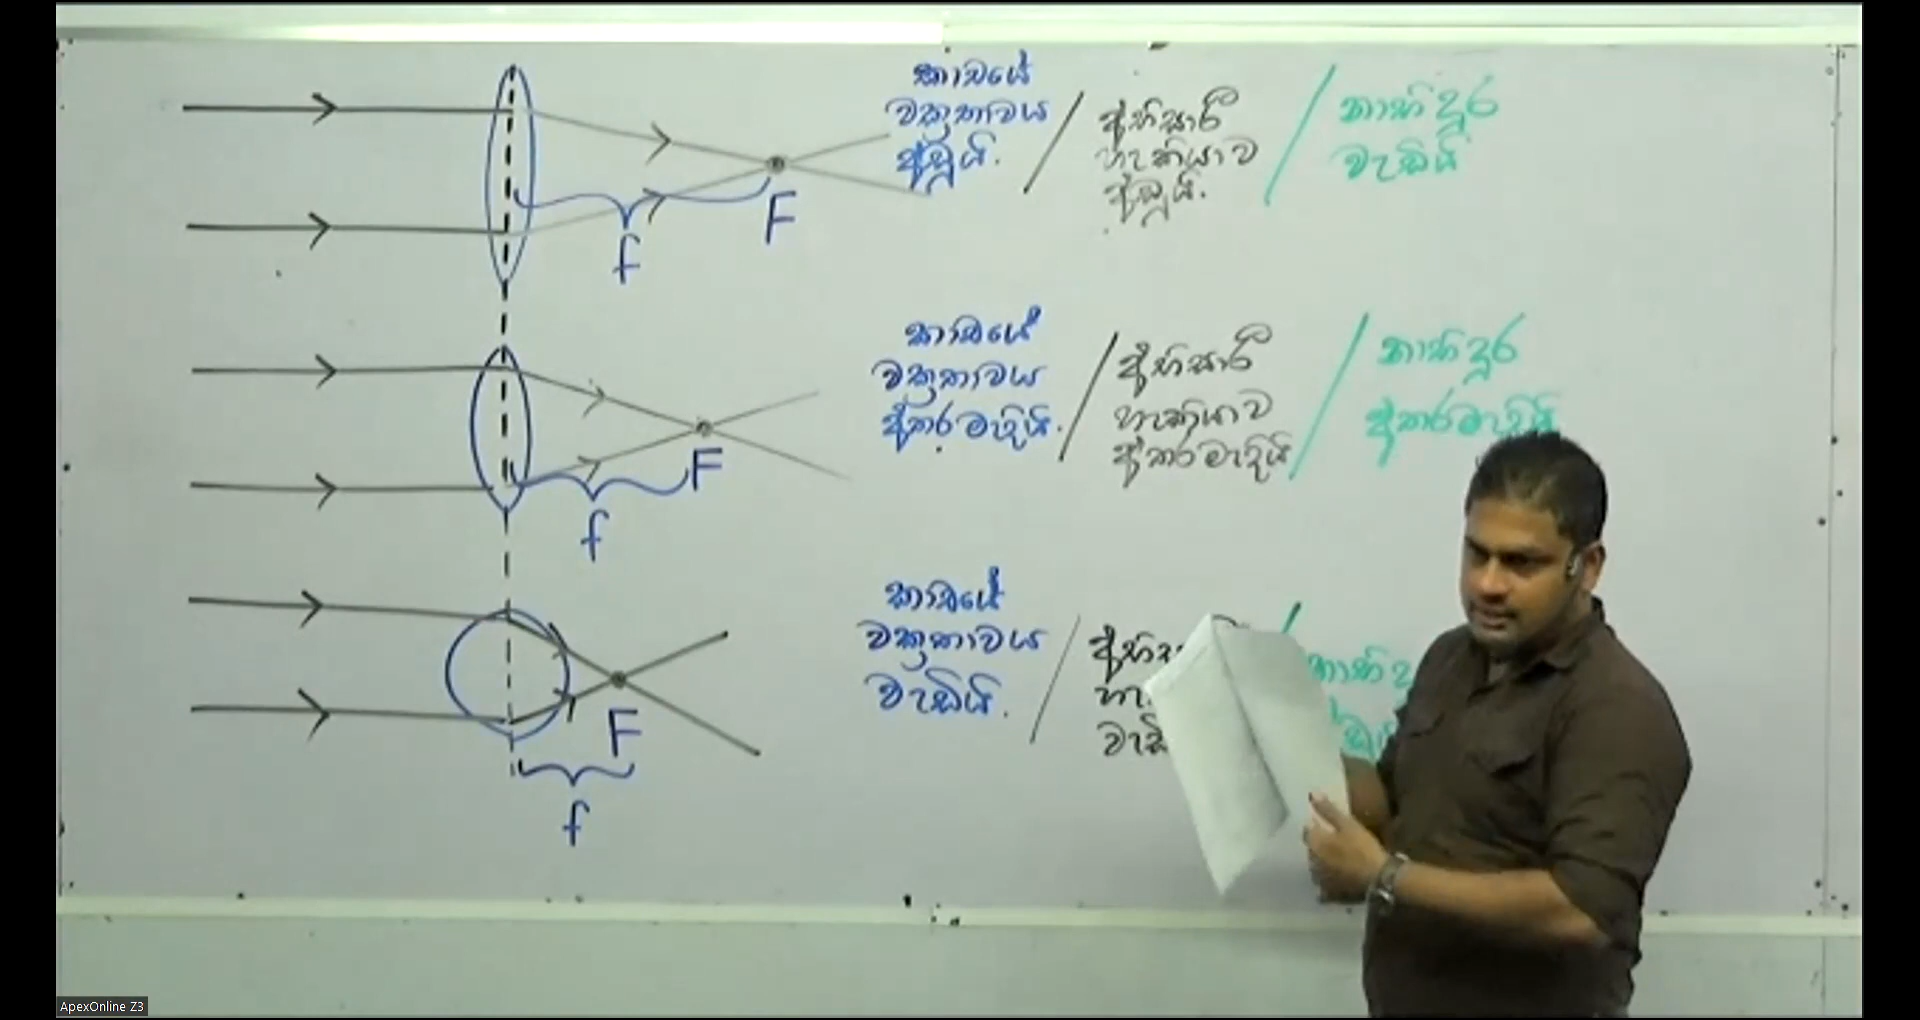 කාචයේ
වක්‍රතාවය
අඩුයි.
අභිසාරී
හැකියාව
අඩුයි.
නාභි දුර
වැඩියි
F
f
කාචයේ
වක්‍රතාවය
අතරමැදියි.
අභිසාරී
හැකියාව
අතරමැදියි
නාභි දුර
අතරමැදියි
F
f
කාචයේ
වක්‍රතාවය
වැඩියි.
නාභි
F
f
ApexOnline Z3